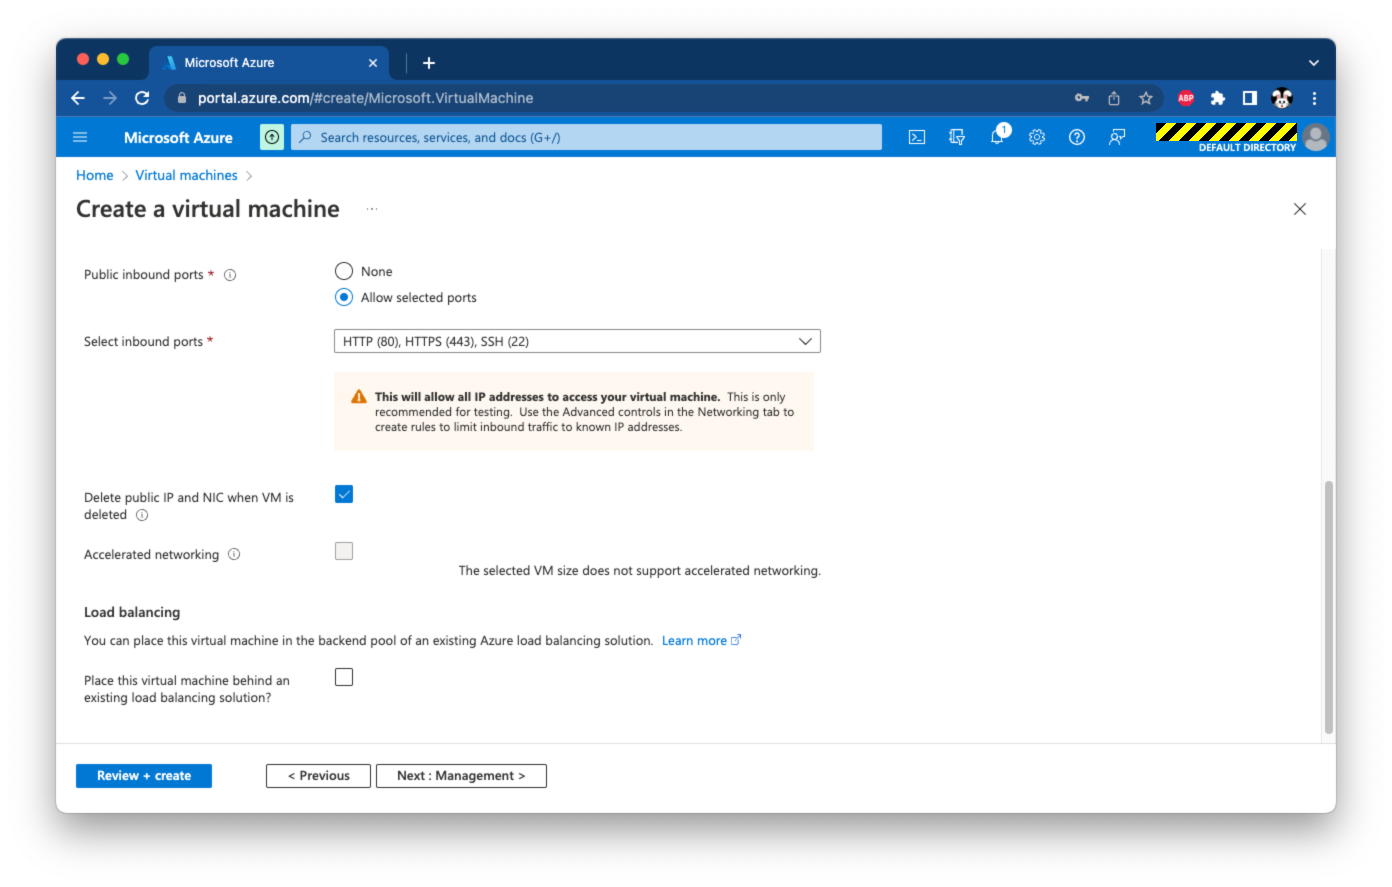 Microsoft Azure
portal.azure.com/#create/Microsoft.VirtualMachine
ABP
Microsoft Azure
Search resources, services, and docs (G+/)
1
DEFAULT DIRECTORY
Home > Virtual machines >
Create a virtual machine ...
Public inbound ports *
None
Allow selected ports
Select inbound ports *
HTTP (80), HTTPS (443), SSH (22)
This will allow all IP addresses to access your virtual machine. This is only
recommended for testing. Use the Advanced controls in the Networking tab to
create rules to limit inbound traffic to known IP addresses.
Delete public IP and NIC when VM is
deleted
Accelerated networking
The selected VM size does not support accelerated networking.
Load balancing
You can place this virtual machine in the backend pool of an existing Azure load balancing solution. Learn more
Place this virtual machine behind an
existing load balancing solution?
Review + create
< Previous
Next : Management >